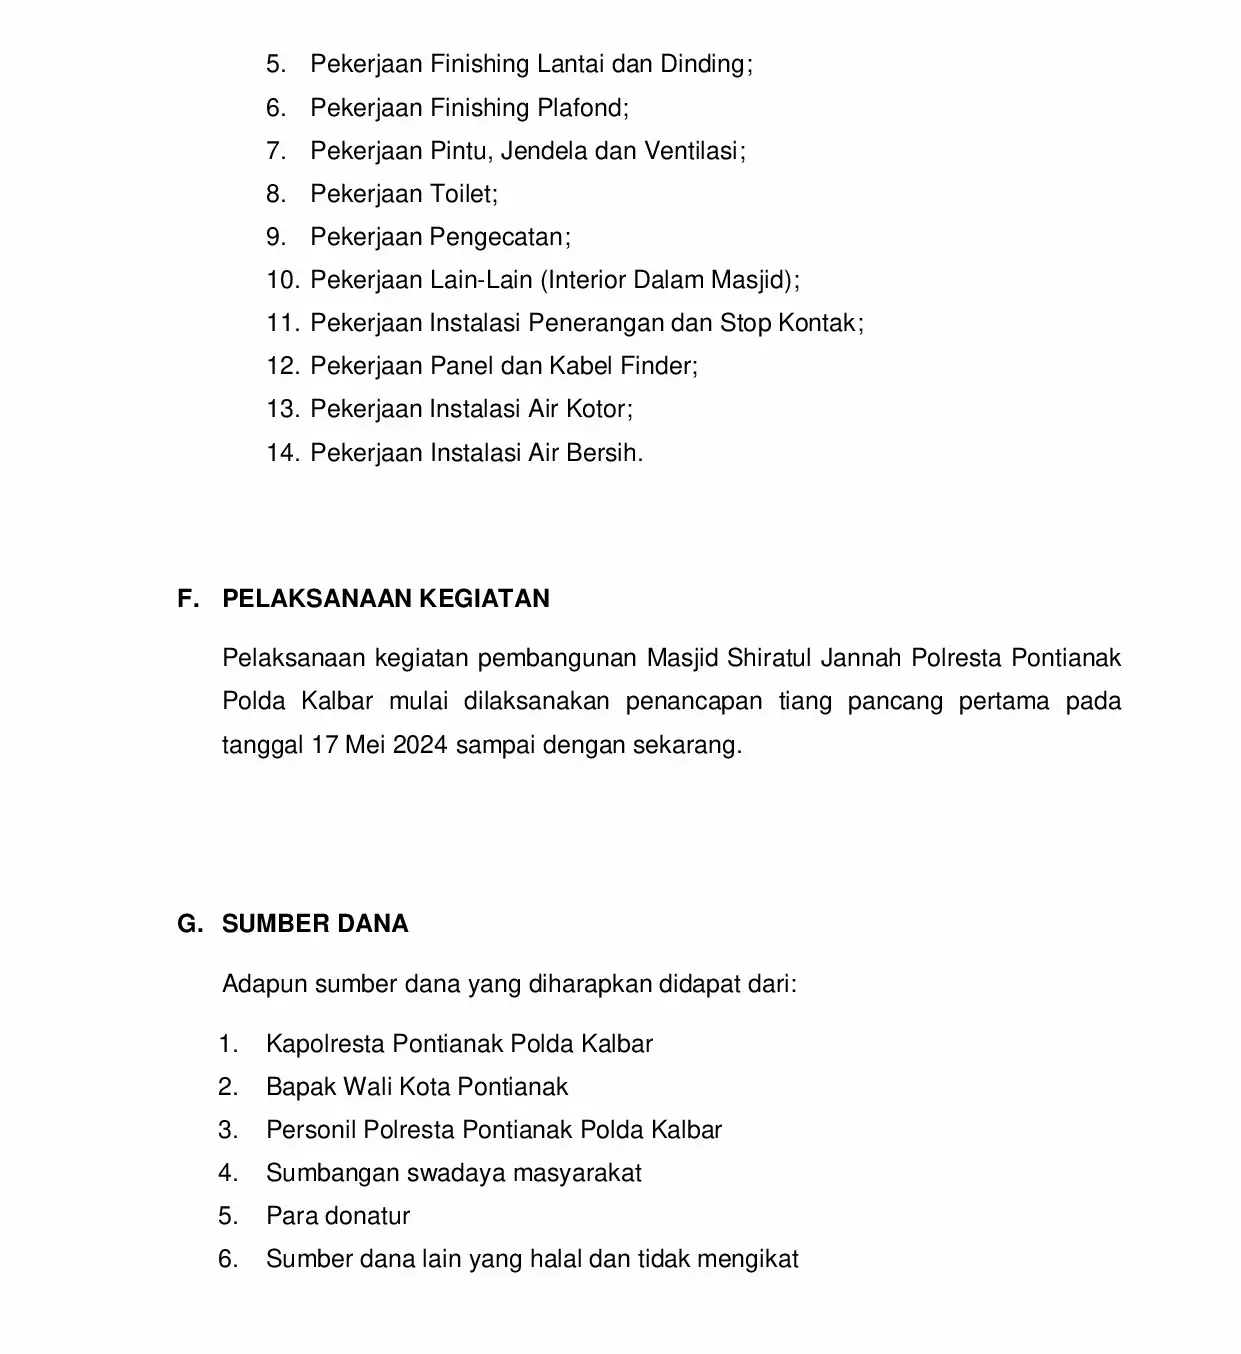 5. Pekerjaan Finishing Lantai dan Dinding;
6. Pekerjaan Finishing Plafond;
7. Pekerjaan Pintu, Jendela dan Ventilasi;
8. Pekerjaan Toilet;
9. Pekerjaan Pengecatan;
10. Pekerjaan Lain-Lain (Interior Dalam Masjid);
11. Pekerjaan Instalasi Penerangan dan Stop Kontak;
12. Pekerjaan Panel dan Kabel Finder;
13. Pekerjaan Instalasi Air Kotor;
14. Pekerjaan Instalasi Air Bersih.
F. PELAKSANAAN KEGIATAN
Pelaksanaan kegiatan pembangunan Masjid Shiratul Jannah Polresta Pontianak
Polda Kalbar mulai dilaksanakan penancapan tiang pancang pertama pada
tanggal 17 Mei 2024 sampai dengan sekarang.
G. SUMBER DANA
Adapun sumber dana yang diharapkan didapat dari:
1. Kapolresta Pontianak Polda Kalbar
2. Bapak Wali Kota Pontianak
3. Personil Polresta Pontianak Polda Kalbar
4. Sumbangan swadaya masyarakat
5. Para donatur
6. Sumber dana lain yang halal dan tidak mengikat